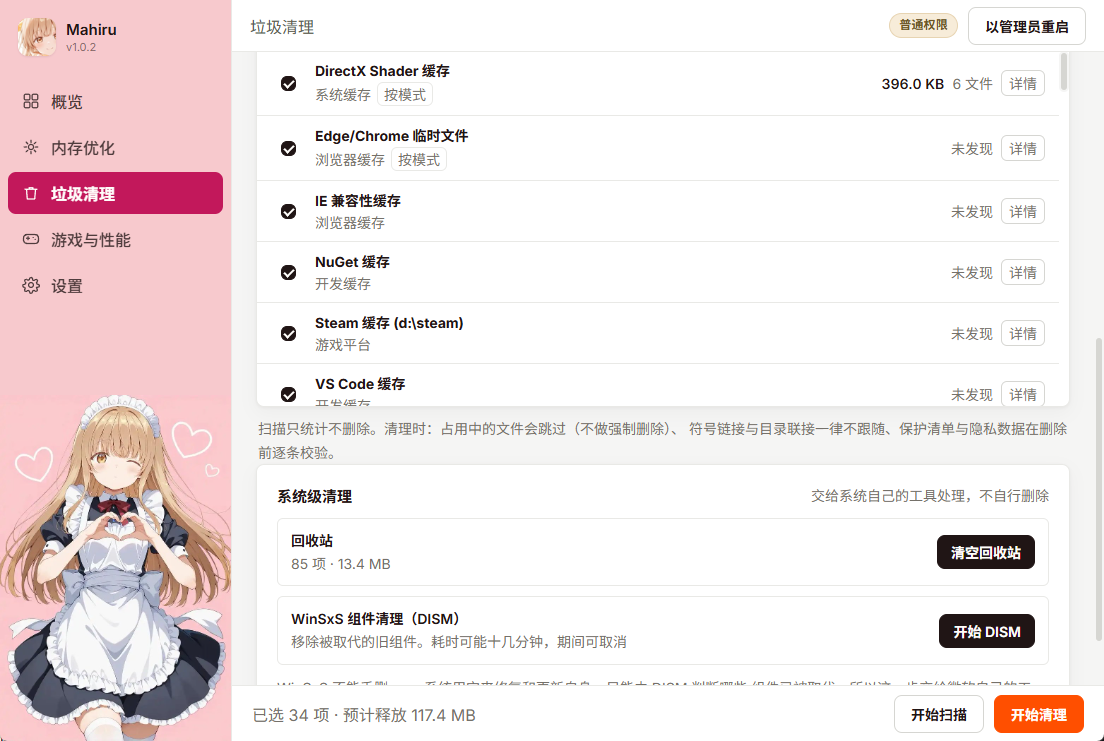 Mahiru
v1.0.2
概览
内存优化
垃圾清理
游戏与性能
设置
垃圾清理
普通权限
以管理员重启
DirectX Shader 缓存
系统缓存 按模式
396.0 KB 6 文件 详情
Edge/Chrome 临时文件
浏览器缓存 按模式
未发现 详情
IE 兼容性缓存
浏览器缓存
未发现 详情
NuGet 缓存
开发缓存
未发现 详情
Steam 缓存 (d:\steam)
游戏平台
未发现 详情
VS Code 缓存
开发缓存
未发现 详情
扫描只统计不删除。清理时：占用中的文件会跳过（不做强制删除）、 符号链接与目录联接一律不跟随、保护清单与隐私数据在删除
前逐条校验。
系统级清理
交给系统自己的工具处理，不自行删除
回收站
85 项 · 13.4 MB
清空回收站
WinSxS 组件清理（DISM）
移除被取代的旧组件。耗时可能十几分钟，期间可取消
开始 DISM
已选 34 项 · 预计释放 117.4 MB
开始扫描
开始清理